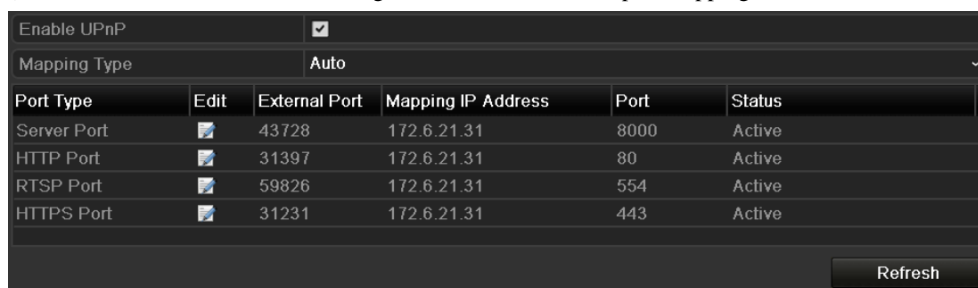 Enable UPnP
Mapping Type Auto
Port Type Edit External Port Mapping IP Address Port Status
Server Port 43728 172.6.21.31 8000 Active
HTTP Port 31397 172.6.21.31 80 Active
RTSP Port 59826 172.6.21.31 554 Active
HTTPS Port 31231 172.6.21.31 443 Active
Refresh